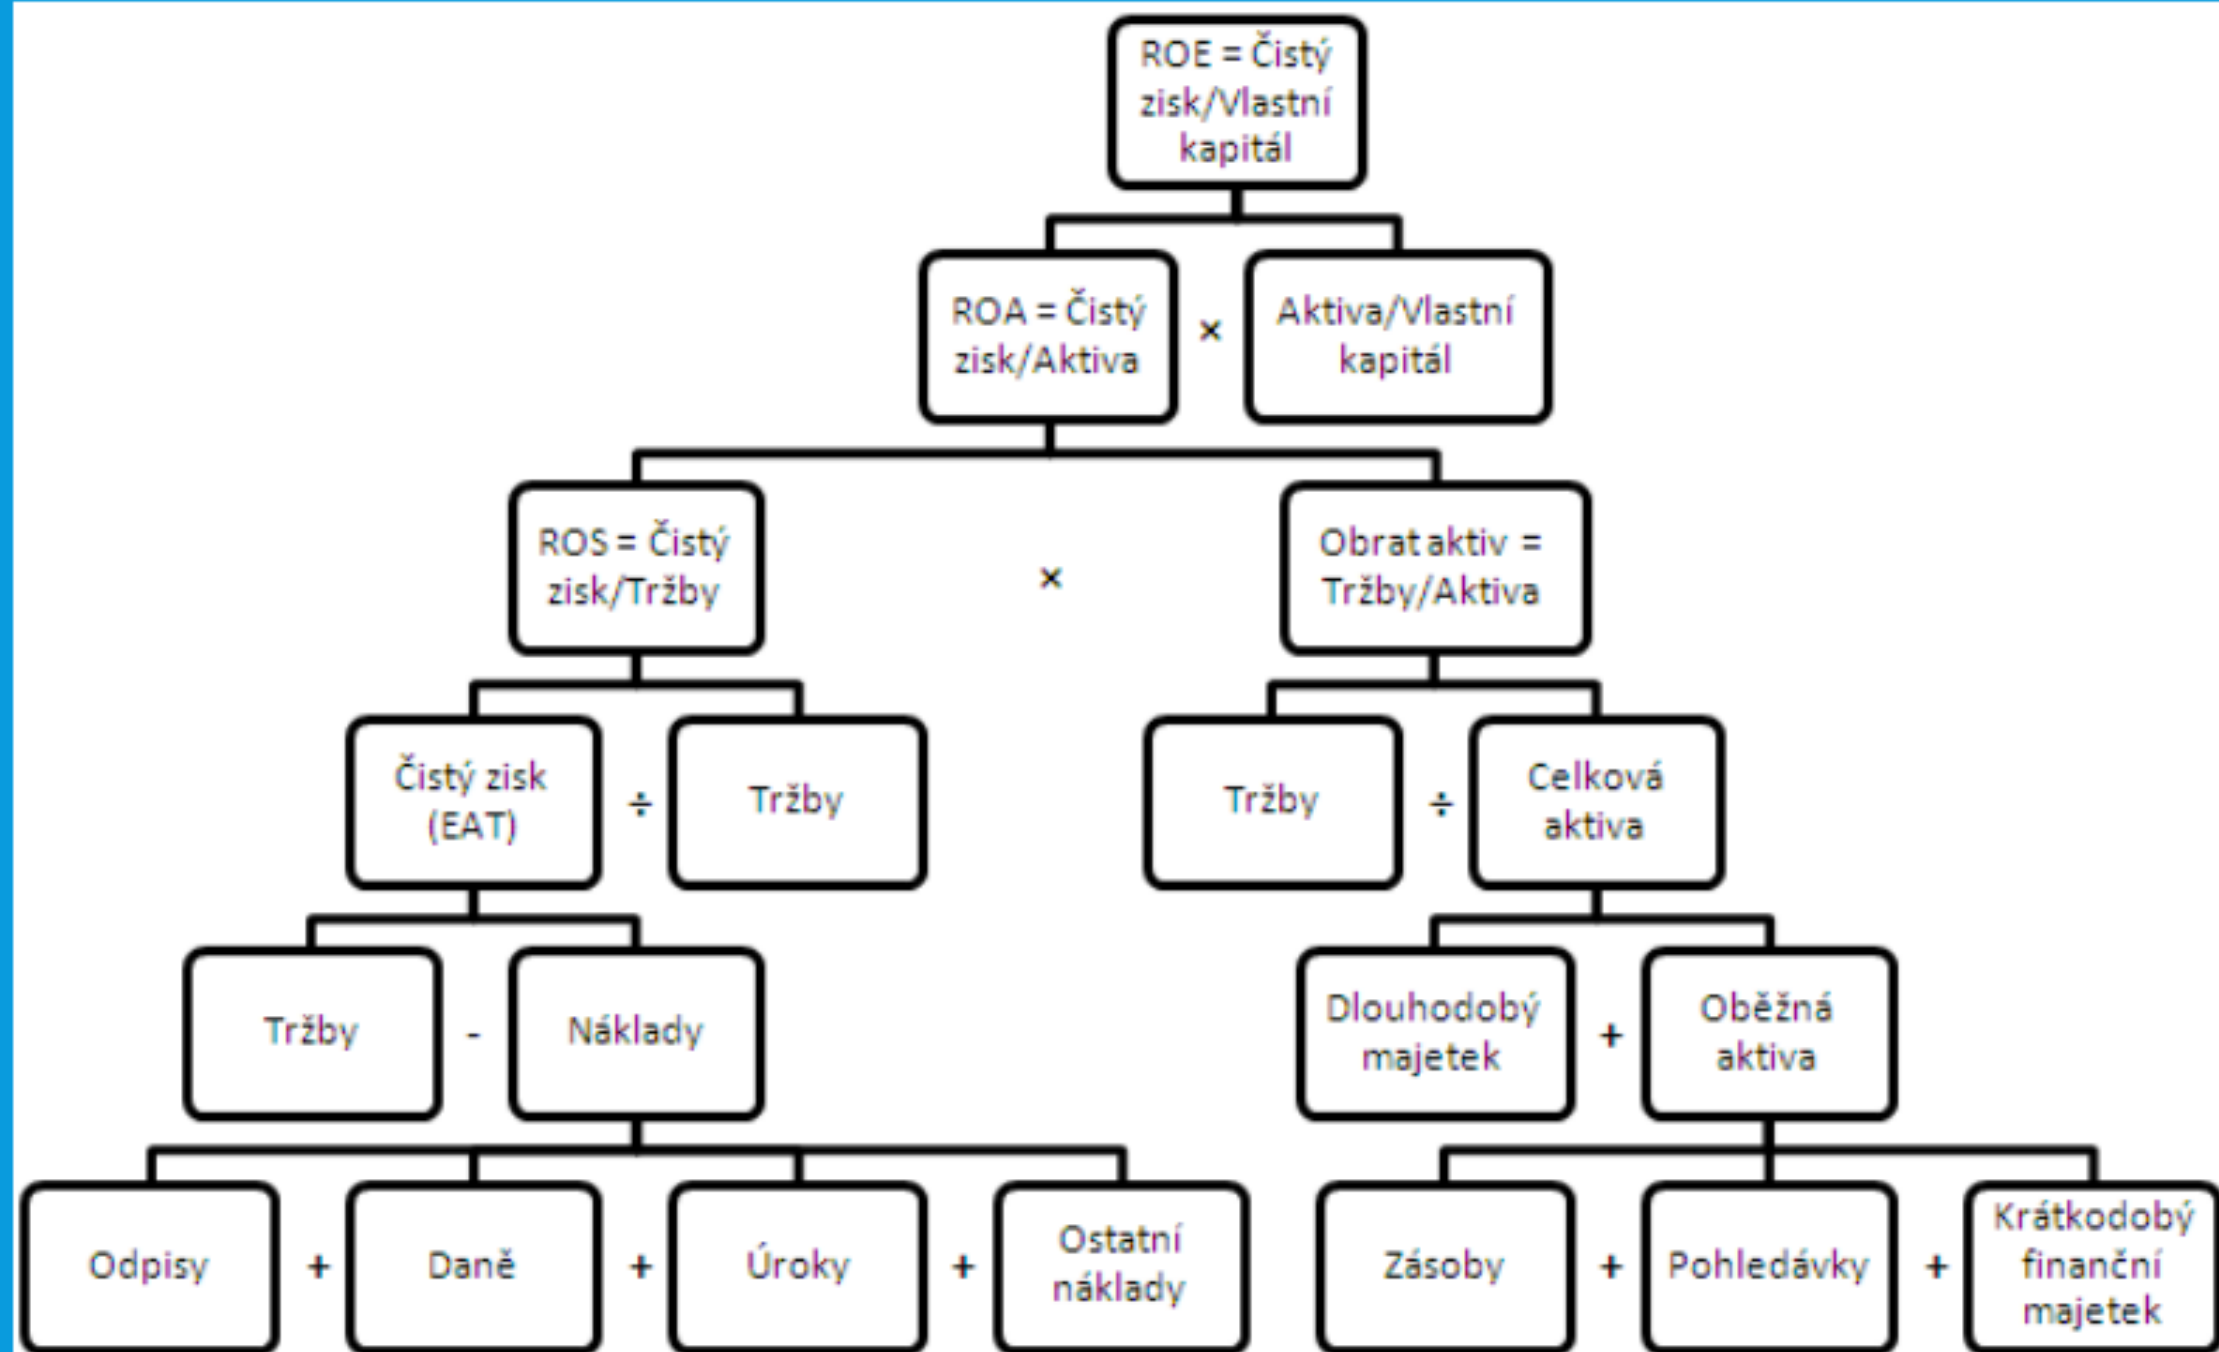 ROE = Čistý
zisk/Vlastní
kapitál
ROA = Čistý
zisk/Aktiva
×
Aktiva/Vlastní
kapitál
ROS = Čistý
zisk/Tržby
×
Obrat aktiv =
Tržby/Aktiva
Čistý zisk
(EAT)
÷
Tržby
Tržby
÷
Celková
aktiva
Tržby
-
Náklady
Dlouhodobý
majetek
+
Oběžná
aktiva
Odpisy
+
Daně
+
Úroky
+
Ostatní
náklady
Zásoby
+
Pohledávky
+
Krátkodobý
finanční
majetek